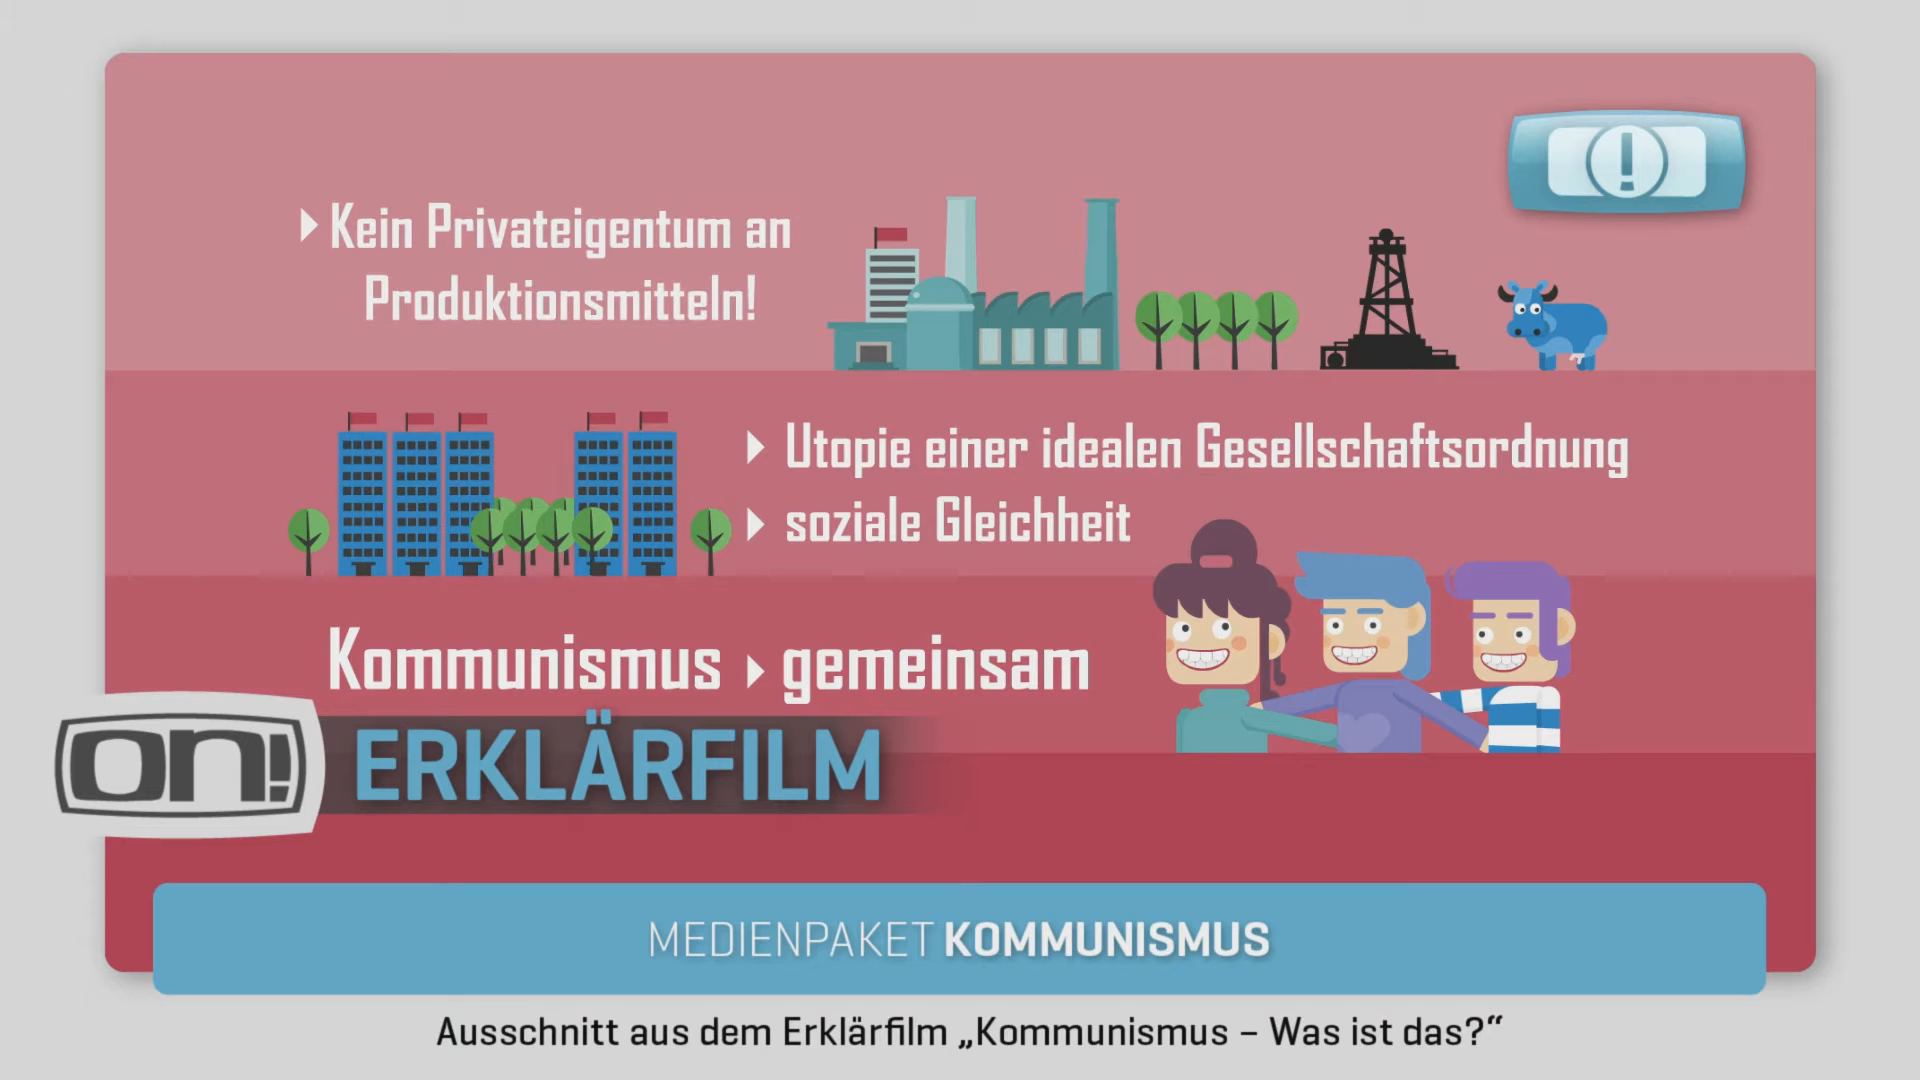 Kein Privateigentum an
Produktionsmitteln!
Utopie einer idealen Gesellschaftsordnung
soziale Gleichheit
Kommunismus gemeinsam
on! ERKLÄRFILM
MEDIENPAKET KOMMUNISMUS
Ausschnitt aus dem Erklärfilm „Kommunismus – Was ist das?“